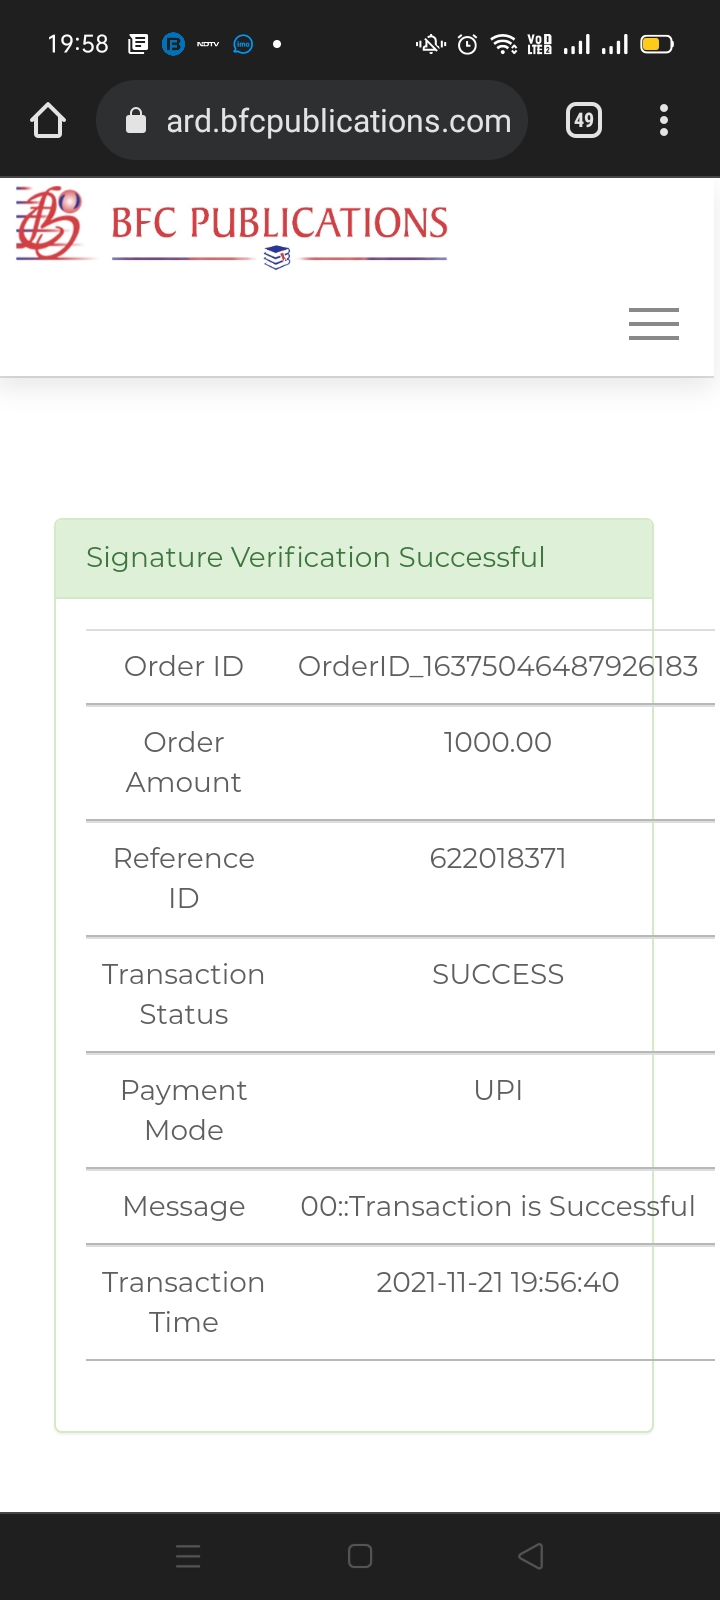 19:58 NDTV imo VoD LTE2
ard.bfcpublications.com 49
BFC PUBLICATIONS
Signature Verification Successful
Order ID OrderID_16375046487926183
Order 1000.00
Amount
Reference 622018371
ID
Transaction SUCCESS
Status
Payment UPI
Mode
Message 00::Transaction is Successful
Transaction 2021-11-21 19:56:40
Time